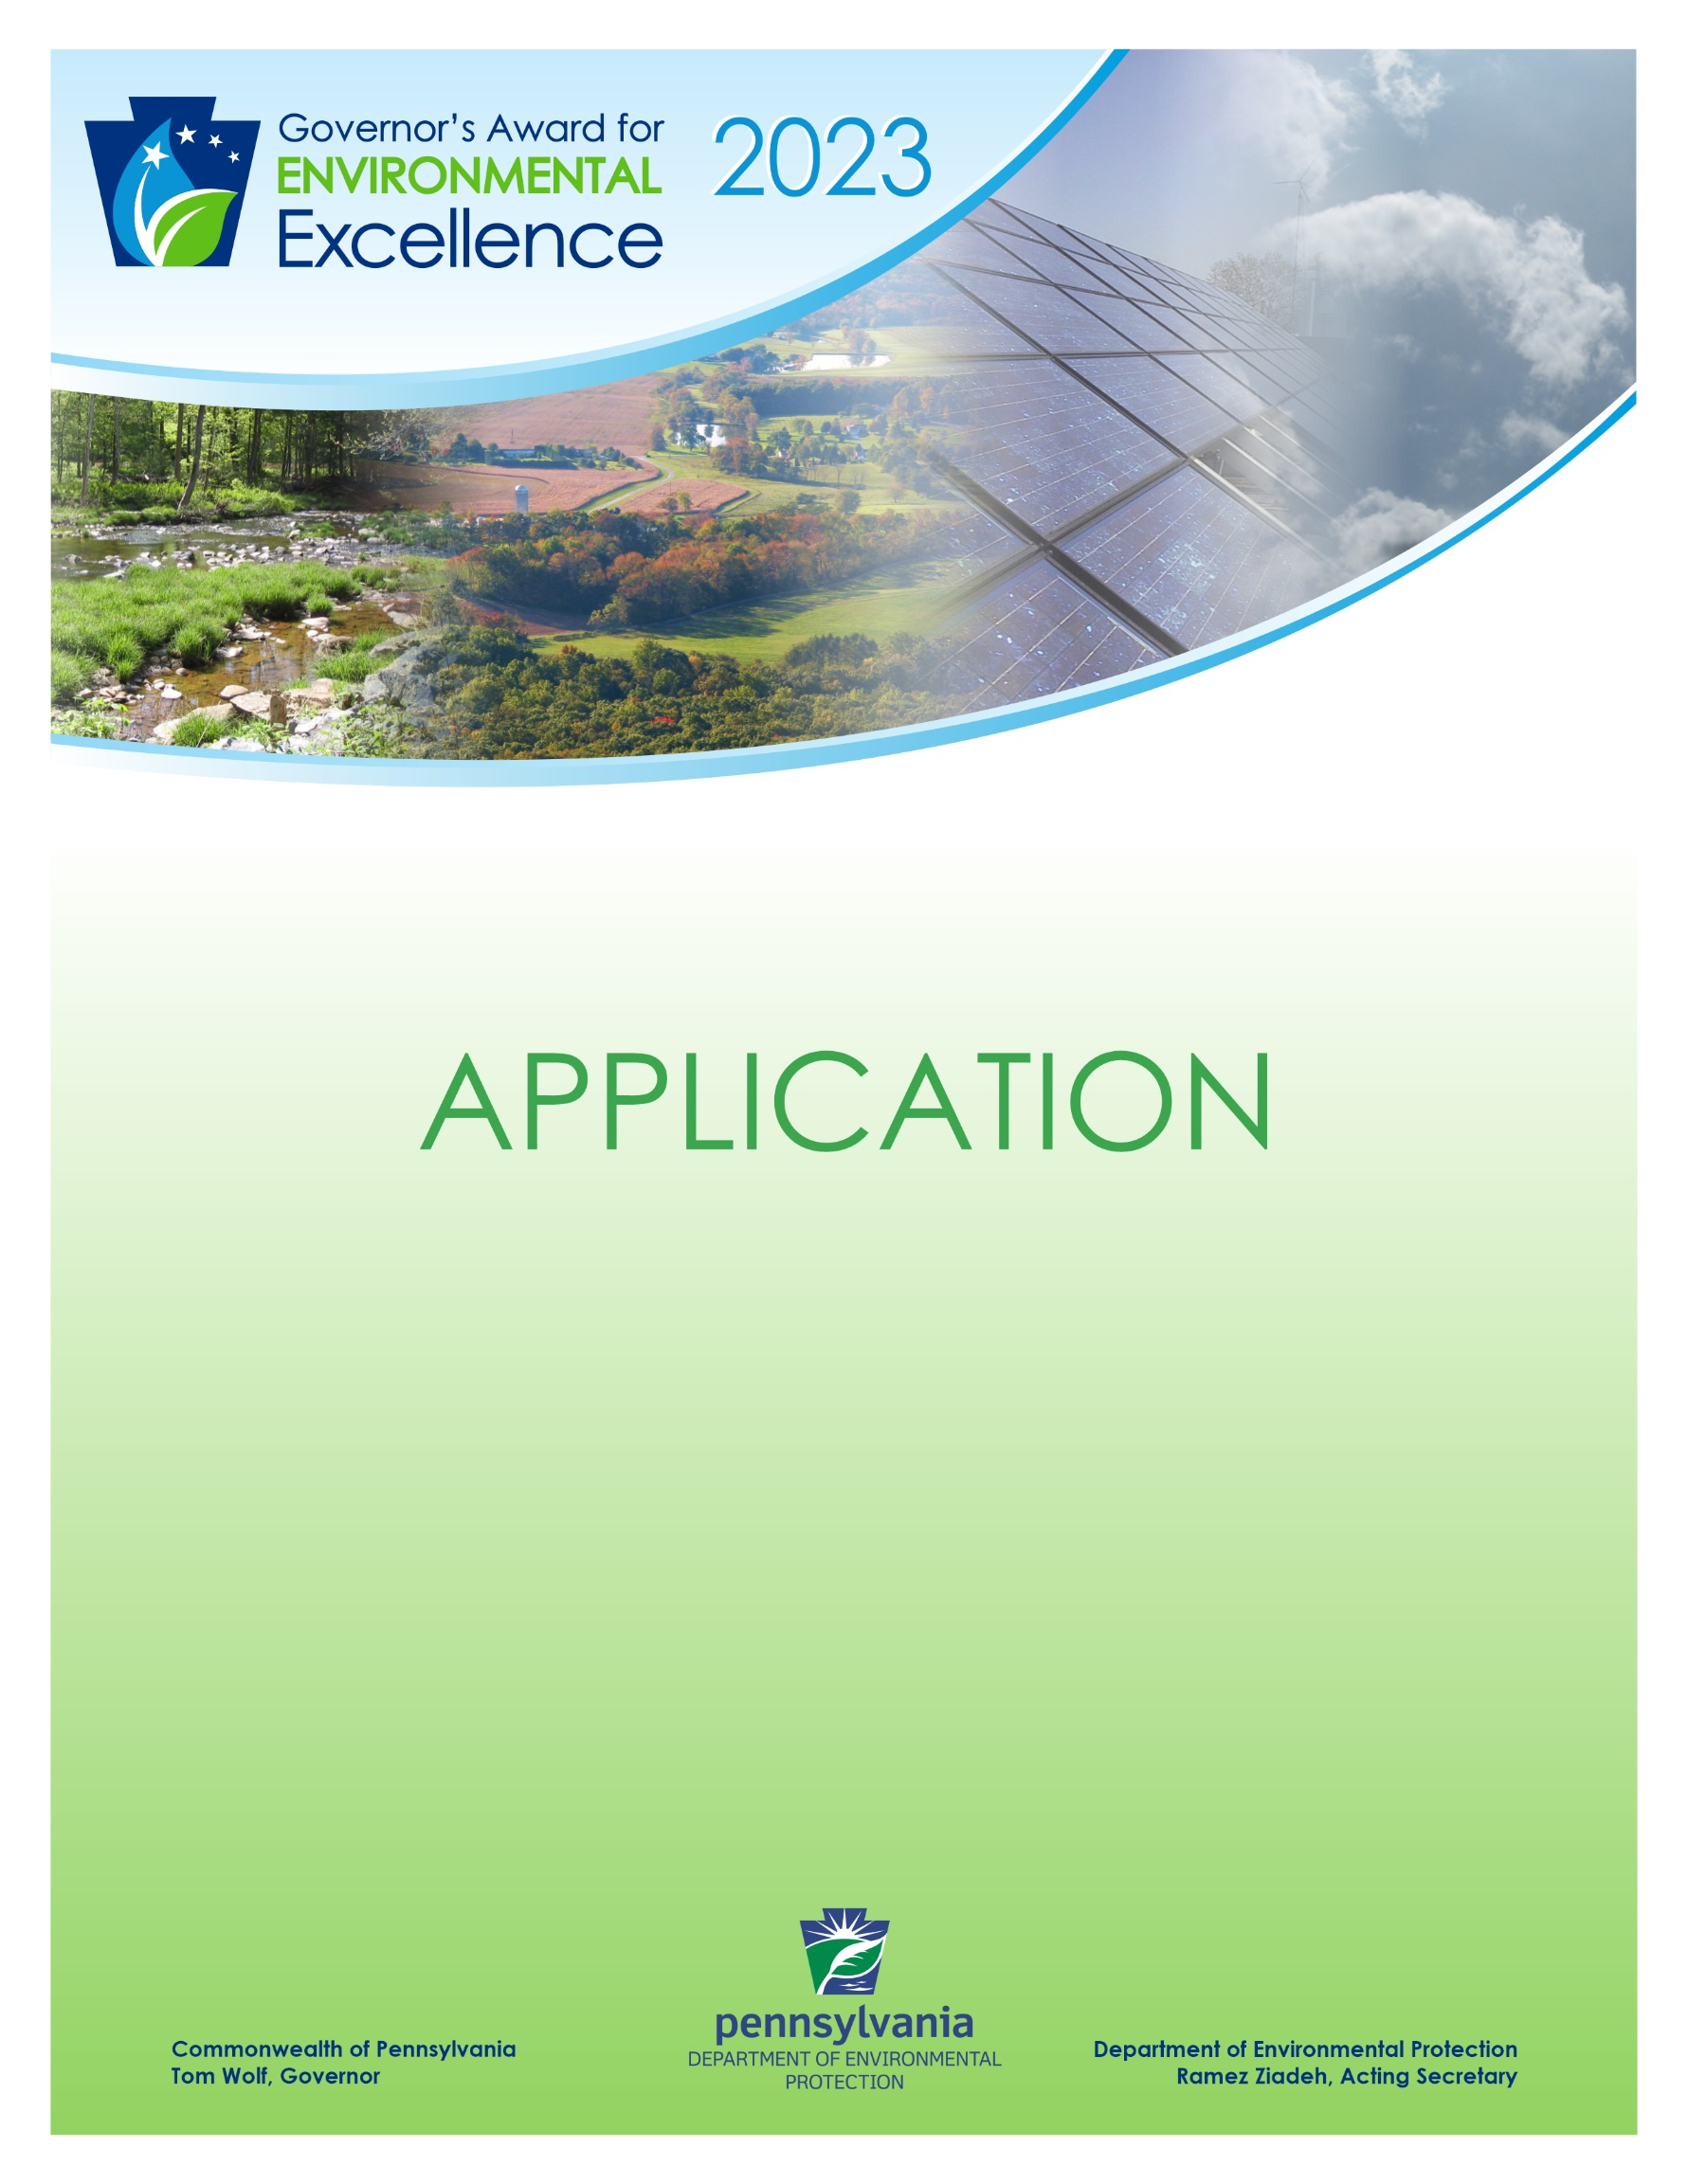 Governor's Award for
ENVIRONMENTAL
Excellence
2023
APPLICATION
pennsylvania
DEPARTMENT OF ENVIRONMENTAL
PROTECTION
Commonwealth of Pennsylvania
Tom Wolf, Governor
Department of Environmental Protection
Ramez Ziadeh, Acting Secretary